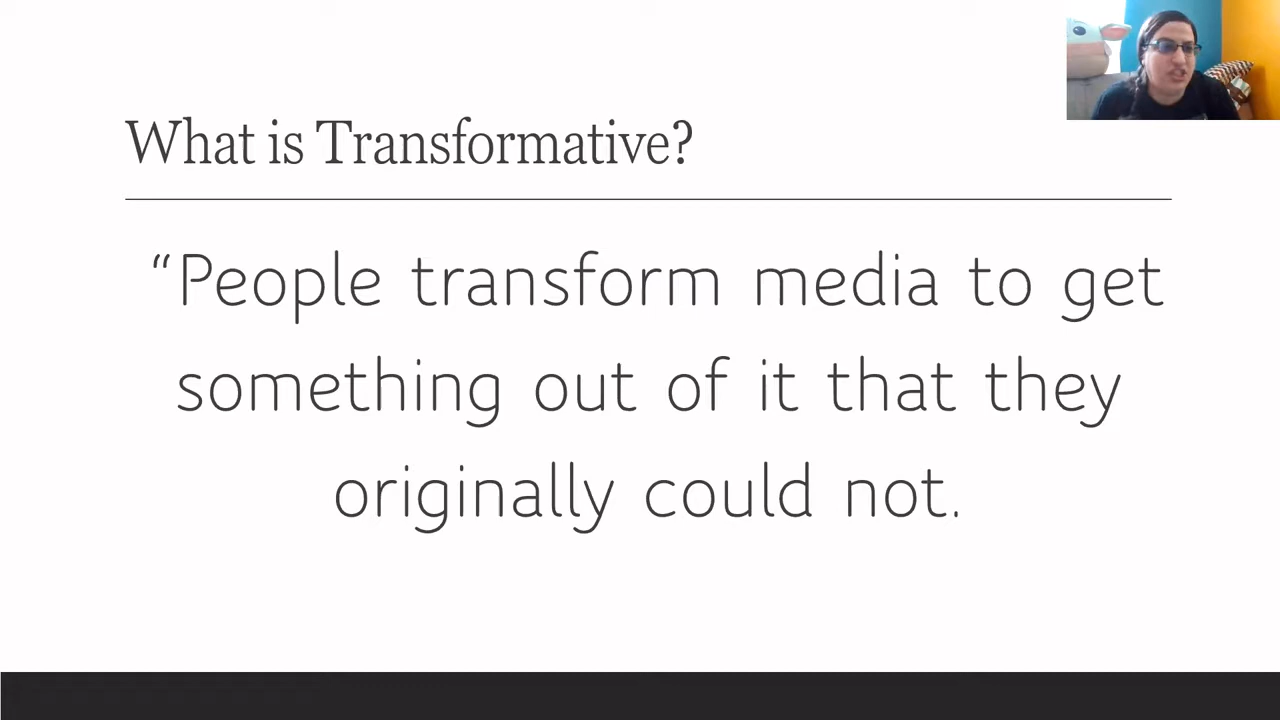 What is Transformative?
“People transform media to get
something out of it that they
originally could not.